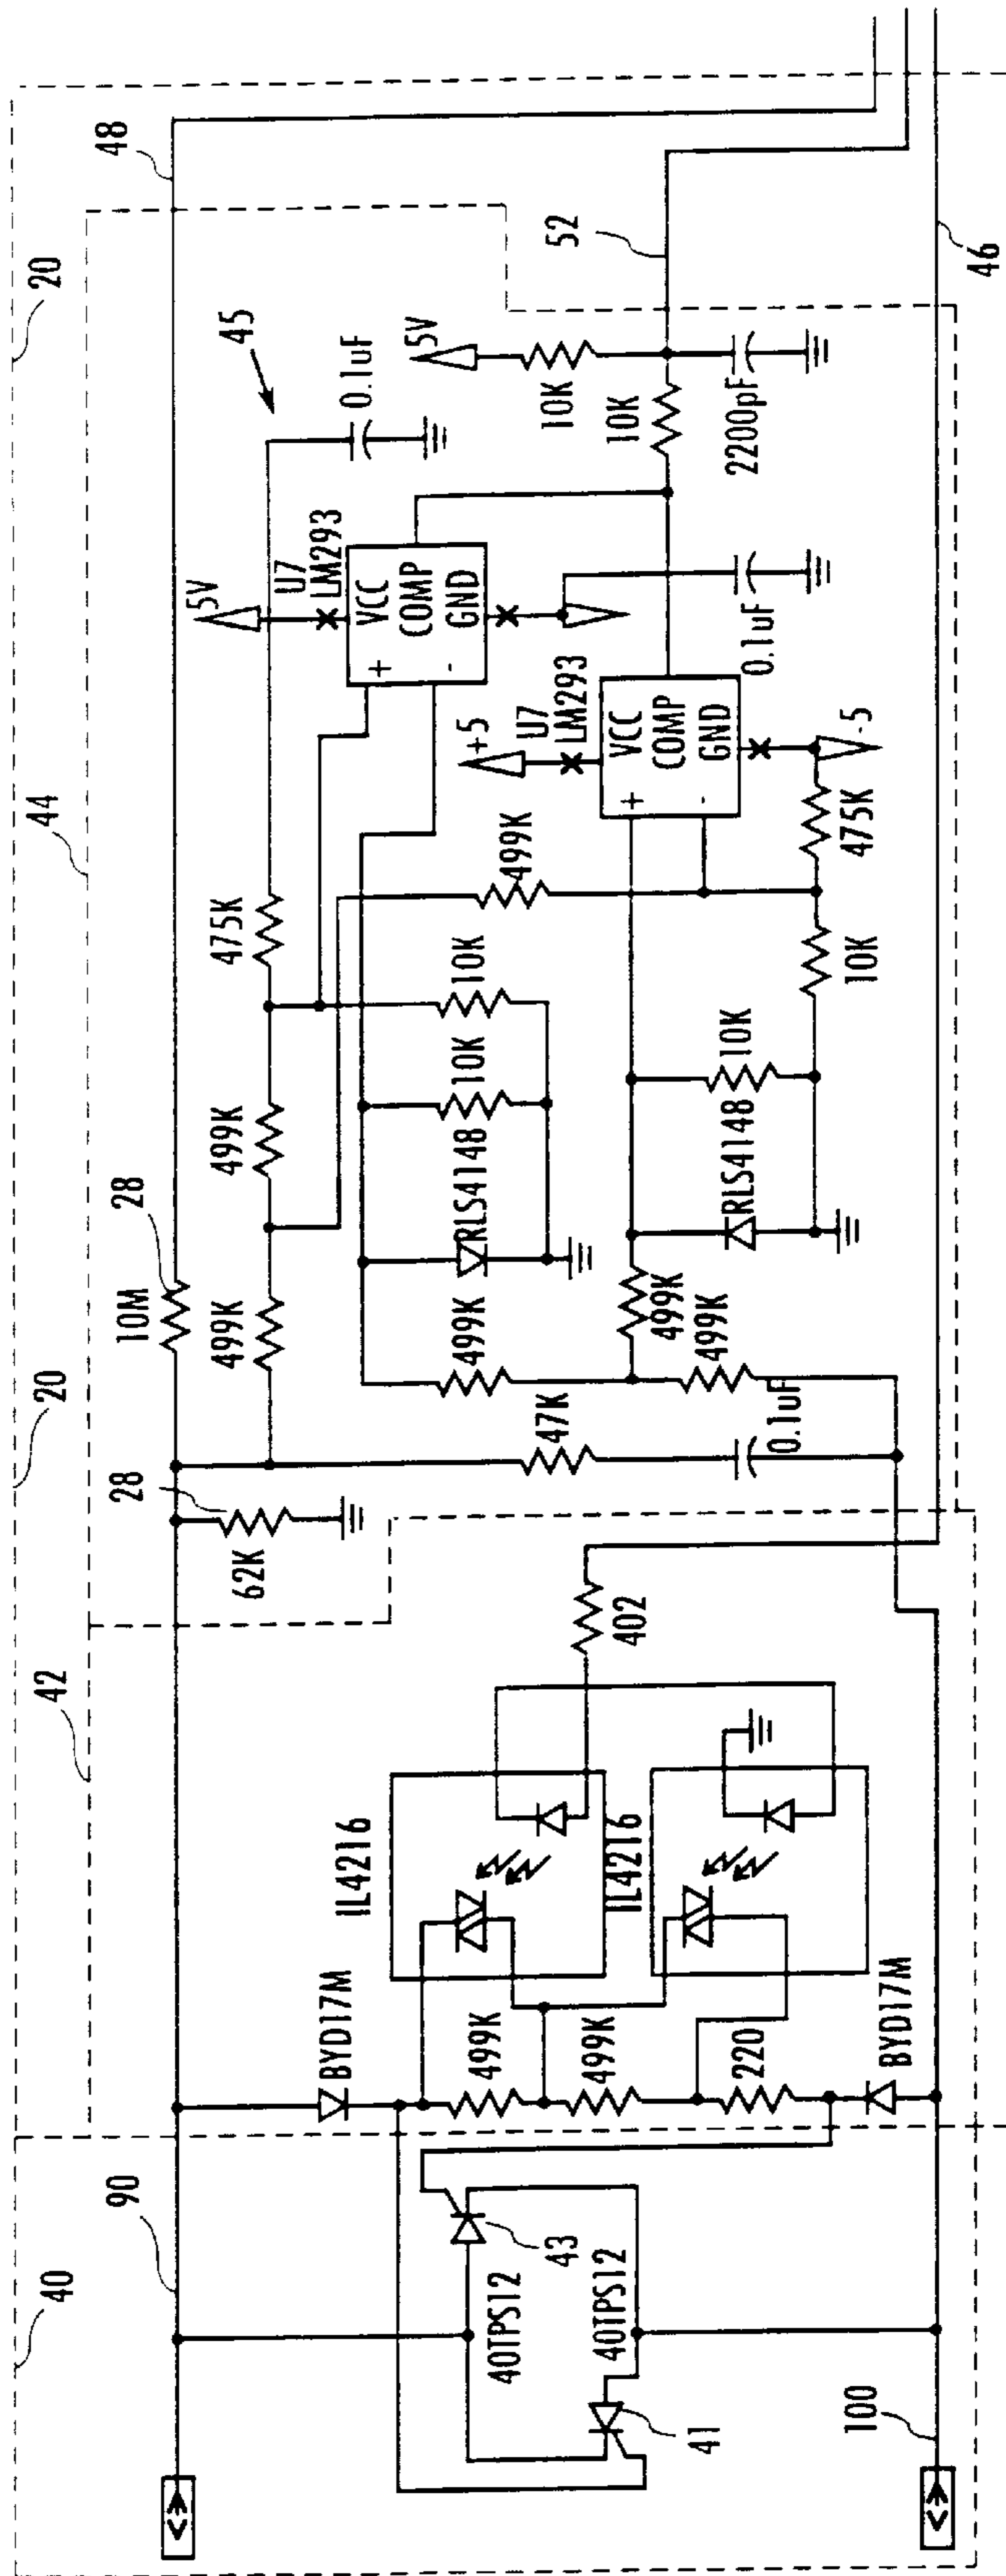 20
44
20
42
40
48
90
28
10M
28
62K
45
5V
0.1uF
U7
LM293
VCC
COMP
GND
+
-
475K
499K
499K
52
5V
10K
10K
2200pF
10K
10K
RLS4148
499K
499K
+5
U7
LM293
VCC
COMP
GND
+
-
0.1uF
-5
475K
10K
10K
RLS4148
499K
499K
47K
0.1uF
46
402
IL4216
IL4216
BYD17M
499K
499K
220
BYD17M
43
40TPS12
40TPS12
41
100